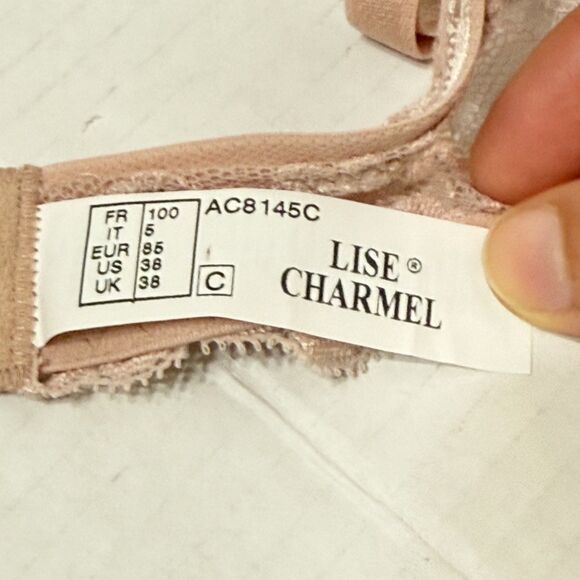 FR 100
IT 5
EUR 85
US 38
UK 38
C
AC8145C
LISE ®
CHARMEL